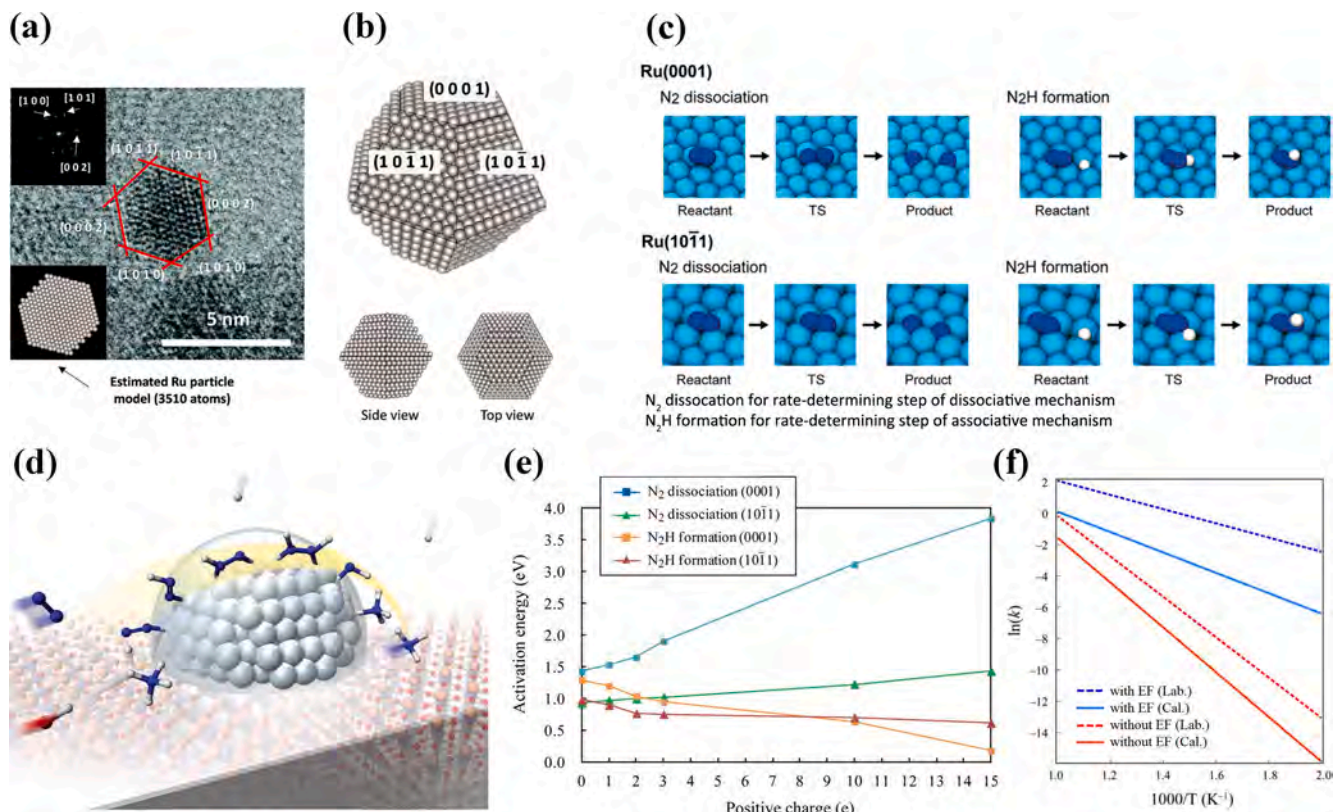 (a)
[1 0 0]
[1 0 1]
[0 0 2]
(1 0 1̄ 1)
(0 0 0 2)
(0 0 0 2̄)
(1 0 1 0)
5 nm
Estimated Ru particle
model (3510 atoms)
(b)
(0 0 0 1)
(1 0 1̄ 1)
(1 0 1̄ 1)
Side view
Top view
(c)
Ru(0001)
N2 dissociation
N2H formation
Reactant
TS
Product
Reactant
TS
Product
Ru(101̄1)
N2 dissociation
N2H formation
Reactant
TS
Product
Reactant
TS
Product
N2 dissocation for rate-determining step of dissociative mechanism
N2H formation for rate-determining step of associative mechanism
(d)
(e)
N2 dissociation (0001)
N2 dissociation (101̄1)
N2H formation (0001)
N2H formation (101̄1)
Activation energy (eV)
4.0
3.5
3.0
2.5
2.0
1.5
1.0
0.5
0.0
0 1 2 3 4 5 6 7 8 9 10 11 12 13 14 15
Positive charge (e)
(f)
ln(k)
2
0
-2
-4
-6
-8
-10
-12
-14
with EF (Lab.)
with EF (Cal.)
without EF (Lab.)
without EF (Cal.)
1.0 1.2 1.4 1.6 1.8 2.00
1000/T (K⁻¹)